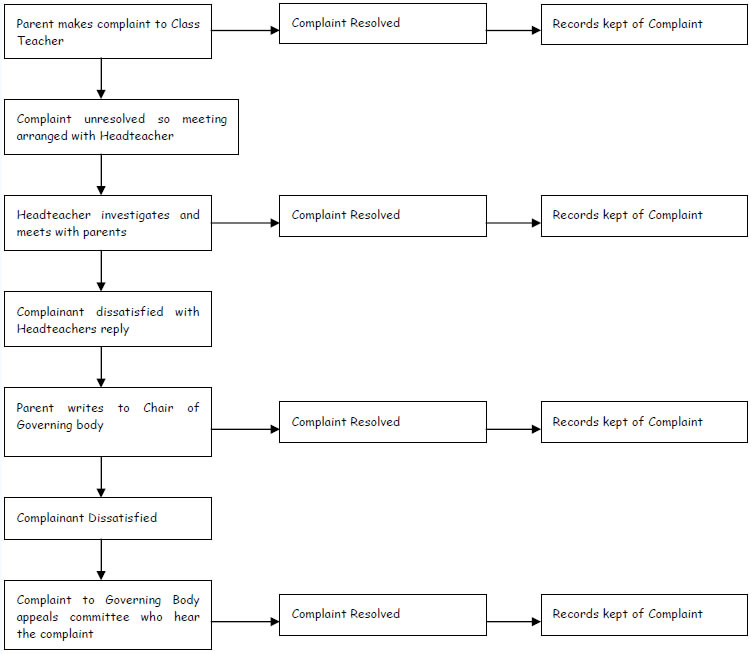 Parent makes complaint to Class
Teacher
Complaint Resolved
Records kept of Complaint
Complaint unresolved so meeting
arranged with Headteacher
Headteacher investigates and
meets with parents
Complaint Resolved
Records kept of Complaint
Complainant dissatisfied with
Headteachers reply
Parent writes to Chair of
Governing body
Complaint Resolved
Records kept of Complaint
Complainant Dissatisfied
Complaint to Governing Body
appeals committee who hear
the complaint
Complaint Resolved
Records kept of Complaint